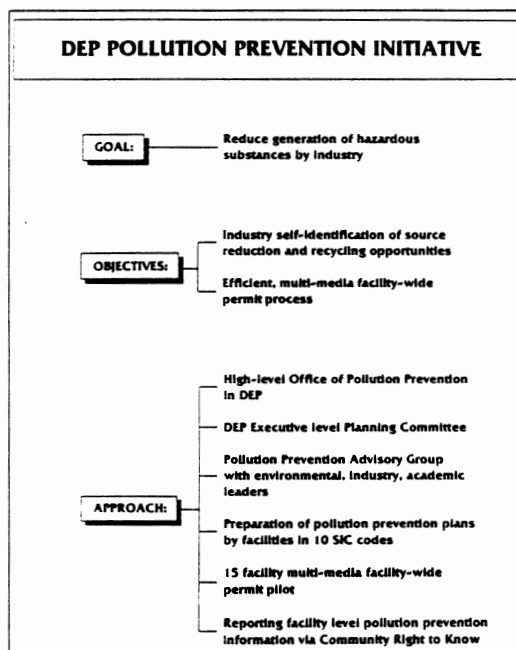 DEP POLLUTION PREVENTION INITIATIVE
GOAL:
Reduce generation of hazardous
substances by industry
OBJECTIVES:
Industry self-identification of source
reduction and recycling opportunities
Efficient, multi-media facility-wide
permit process
APPROACH:
High-level Office of Pollution Prevention
in DEP
DEP Executive level Planning Committee
Pollution Prevention Advisory Group
with environmental, industry, academic
leaders
Preparation of pollution prevention plans
by facilities in 10 SIC codes
15 facility multi-media facility-wide
permit pilot
Reporting facility level pollution prevention
information via Community Right to Know